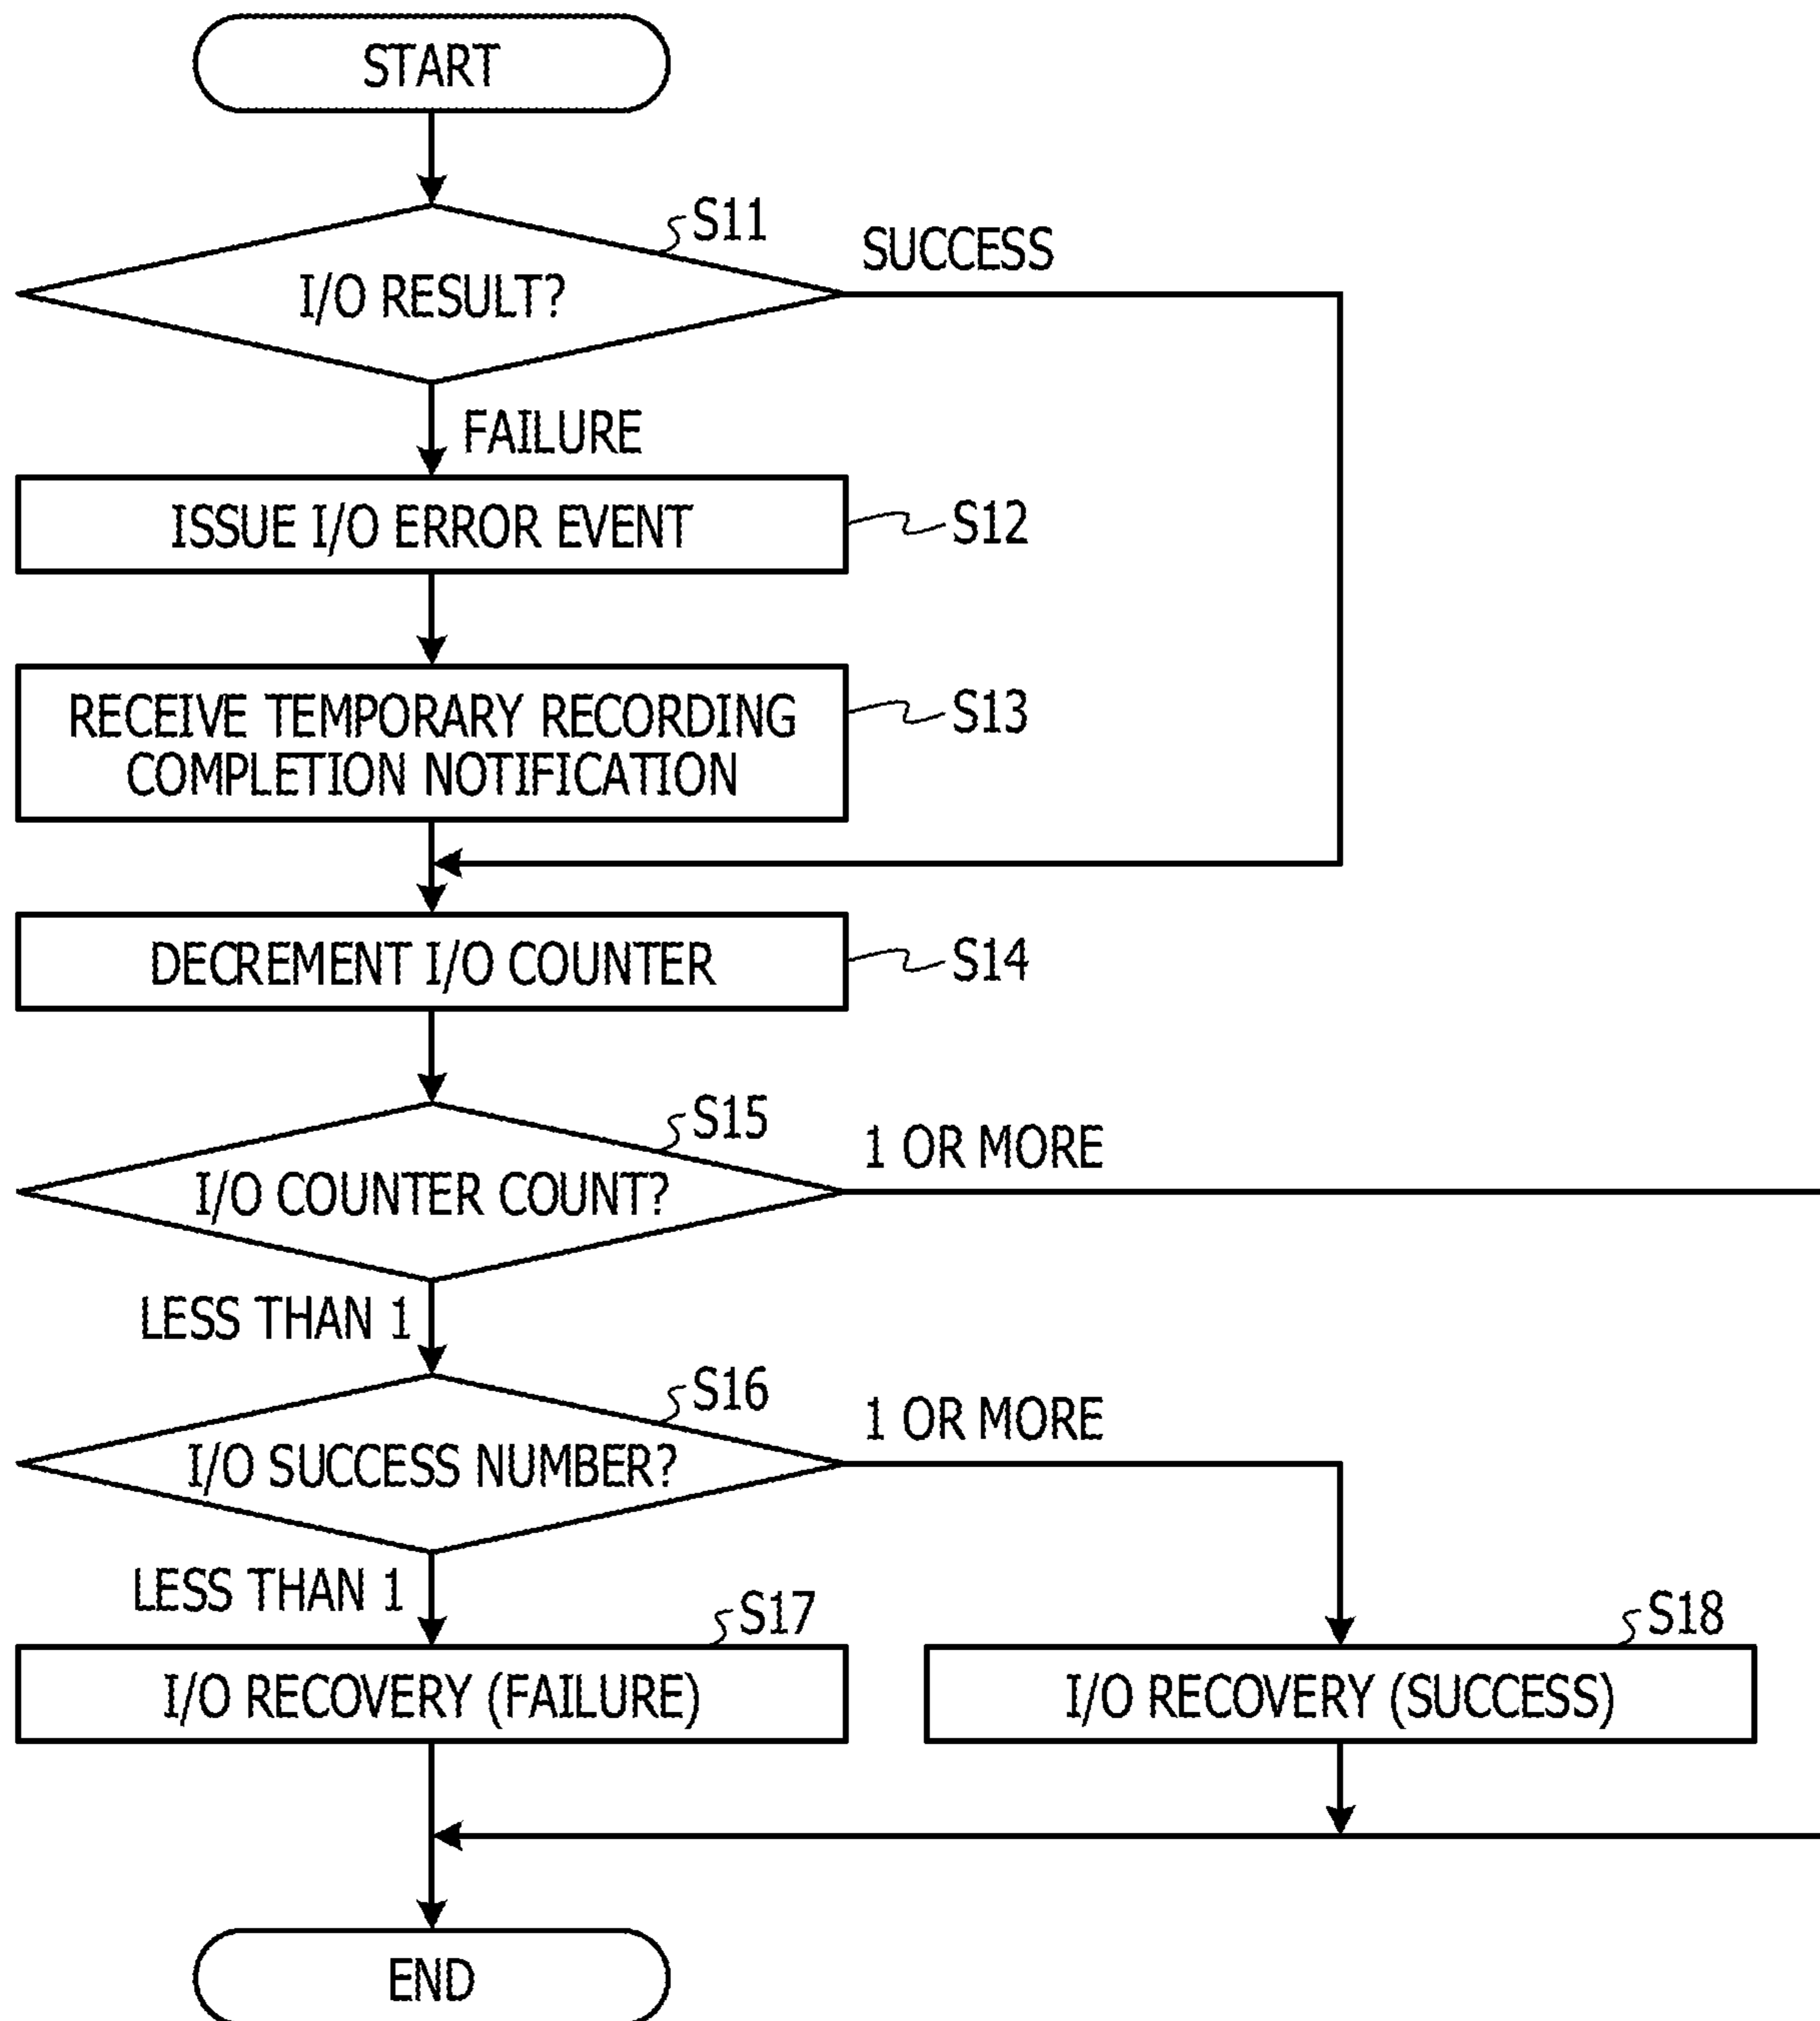 START
S11
SUCCESS
I/O RESULT?
FAILURE
ISSUE I/O ERROR EVENT
S12
RECEIVE TEMPORARY RECORDING
COMPLETION NOTIFICATION
S13
DECREMENT I/O COUNTER
S14
S15
1 OR MORE
I/O COUNTER COUNT?
LESS THAN 1
S16
1 OR MORE
I/O SUCCESS NUMBER?
LESS THAN 1
S17
S18
I/O RECOVERY (FAILURE)
I/O RECOVERY (SUCCESS)
END